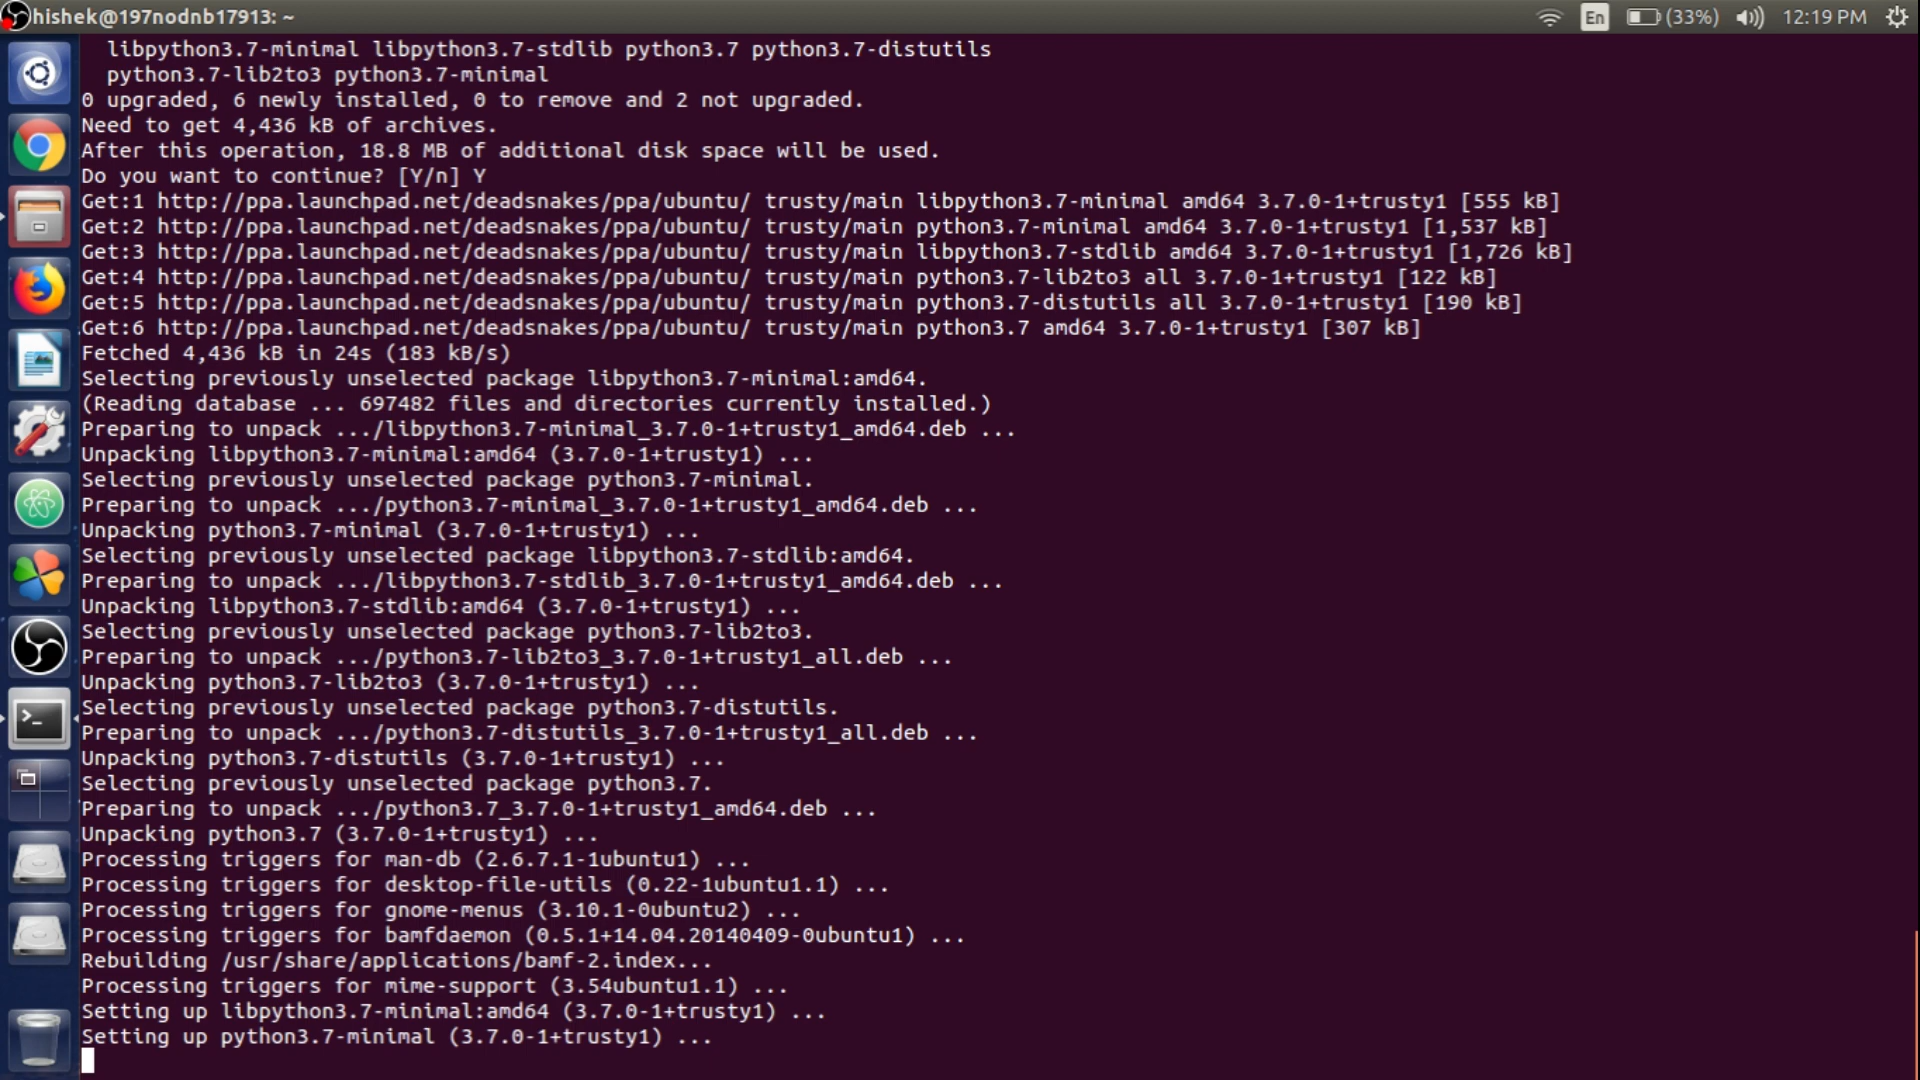 hishek@197nodnb17913: ~
En (33%) 12:19 PM
libpython3.7-minimal libpython3.7-stdlib python3.7 python3.7-distutils
python3.7-lib2to3 python3.7-minimal
0 upgraded, 6 newly installed, 0 to remove and 2 not upgraded.
Need to get 4,436 kB of archives.
After this operation, 18.8 MB of additional disk space will be used.
Do you want to continue? [Y/n] Y
Get:1 http://ppa.launchpad.net/deadsnakes/ppa/ubuntu/ trusty/main libpython3.7-minimal amd64 3.7.0-1+trusty1 [555 kB]
Get:2 http://ppa.launchpad.net/deadsnakes/ppa/ubuntu/ trusty/main python3.7-minimal amd64 3.7.0-1+trusty1 [1,537 kB]
Get:3 http://ppa.launchpad.net/deadsnakes/ppa/ubuntu/ trusty/main libpython3.7-stdlib amd64 3.7.0-1+trusty1 [1,726 kB]
Get:4 http://ppa.launchpad.net/deadsnakes/ppa/ubuntu/ trusty/main python3.7-lib2to3 all 3.7.0-1+trusty1 [122 kB]
Get:5 http://ppa.launchpad.net/deadsnakes/ppa/ubuntu/ trusty/main python3.7-distutils all 3.7.0-1+trusty1 [190 kB]
Get:6 http://ppa.launchpad.net/deadsnakes/ppa/ubuntu/ trusty/main python3.7 amd64 3.7.0-1+trusty1 [307 kB]
Fetched 4,436 kB in 24s (183 kB/s)
Selecting previously unselected package libpython3.7-minimal:amd64.
(Reading database ... 697482 files and directories currently installed.)
Preparing to unpack .../libpython3.7-minimal_3.7.0-1+trusty1_amd64.deb ...
Unpacking libpython3.7-minimal:amd64 (3.7.0-1+trusty1) ...
Selecting previously unselected package python3.7-minimal.
Preparing to unpack .../python3.7-minimal_3.7.0-1+trusty1_amd64.deb ...
Unpacking python3.7-minimal (3.7.0-1+trusty1) ...
Selecting previously unselected package libpython3.7-stdlib:amd64.
Preparing to unpack .../libpython3.7-stdlib_3.7.0-1+trusty1_amd64.deb ...
Unpacking libpython3.7-stdlib:amd64 (3.7.0-1+trusty1) ...
Selecting previously unselected package python3.7-lib2to3.
Preparing to unpack .../python3.7-lib2to3_3.7.0-1+trusty1_all.deb ...
Unpacking python3.7-lib2to3 (3.7.0-1+trusty1) ...
Selecting previously unselected package python3.7-distutils.
Preparing to unpack .../python3.7-distutils_3.7.0-1+trusty1_all.deb ...
Unpacking python3.7-distutils (3.7.0-1+trusty1) ...
Selecting previously unselected package python3.7.
Preparing to unpack .../python3.7_3.7.0-1+trusty1_amd64.deb ...
Unpacking python3.7 (3.7.0-1+trusty1) ...
Processing triggers for man-db (2.6.7.1-1ubuntu1) ...
Processing triggers for desktop-file-utils (0.22-1ubuntu1.1) ...
Processing triggers for gnome-menus (3.10.1-0ubuntu2) ...
Processing triggers for bamfdaemon (0.5.1+14.04.20140409-0ubuntu1) ...
Rebuilding /usr/share/applications/bamf-2.index...
Processing triggers for mime-support (3.54ubuntu1.1) ...
Setting up libpython3.7-minimal:amd64 (3.7.0-1+trusty1) ...
Setting up python3.7-minimal (3.7.0-1+trusty1) ...